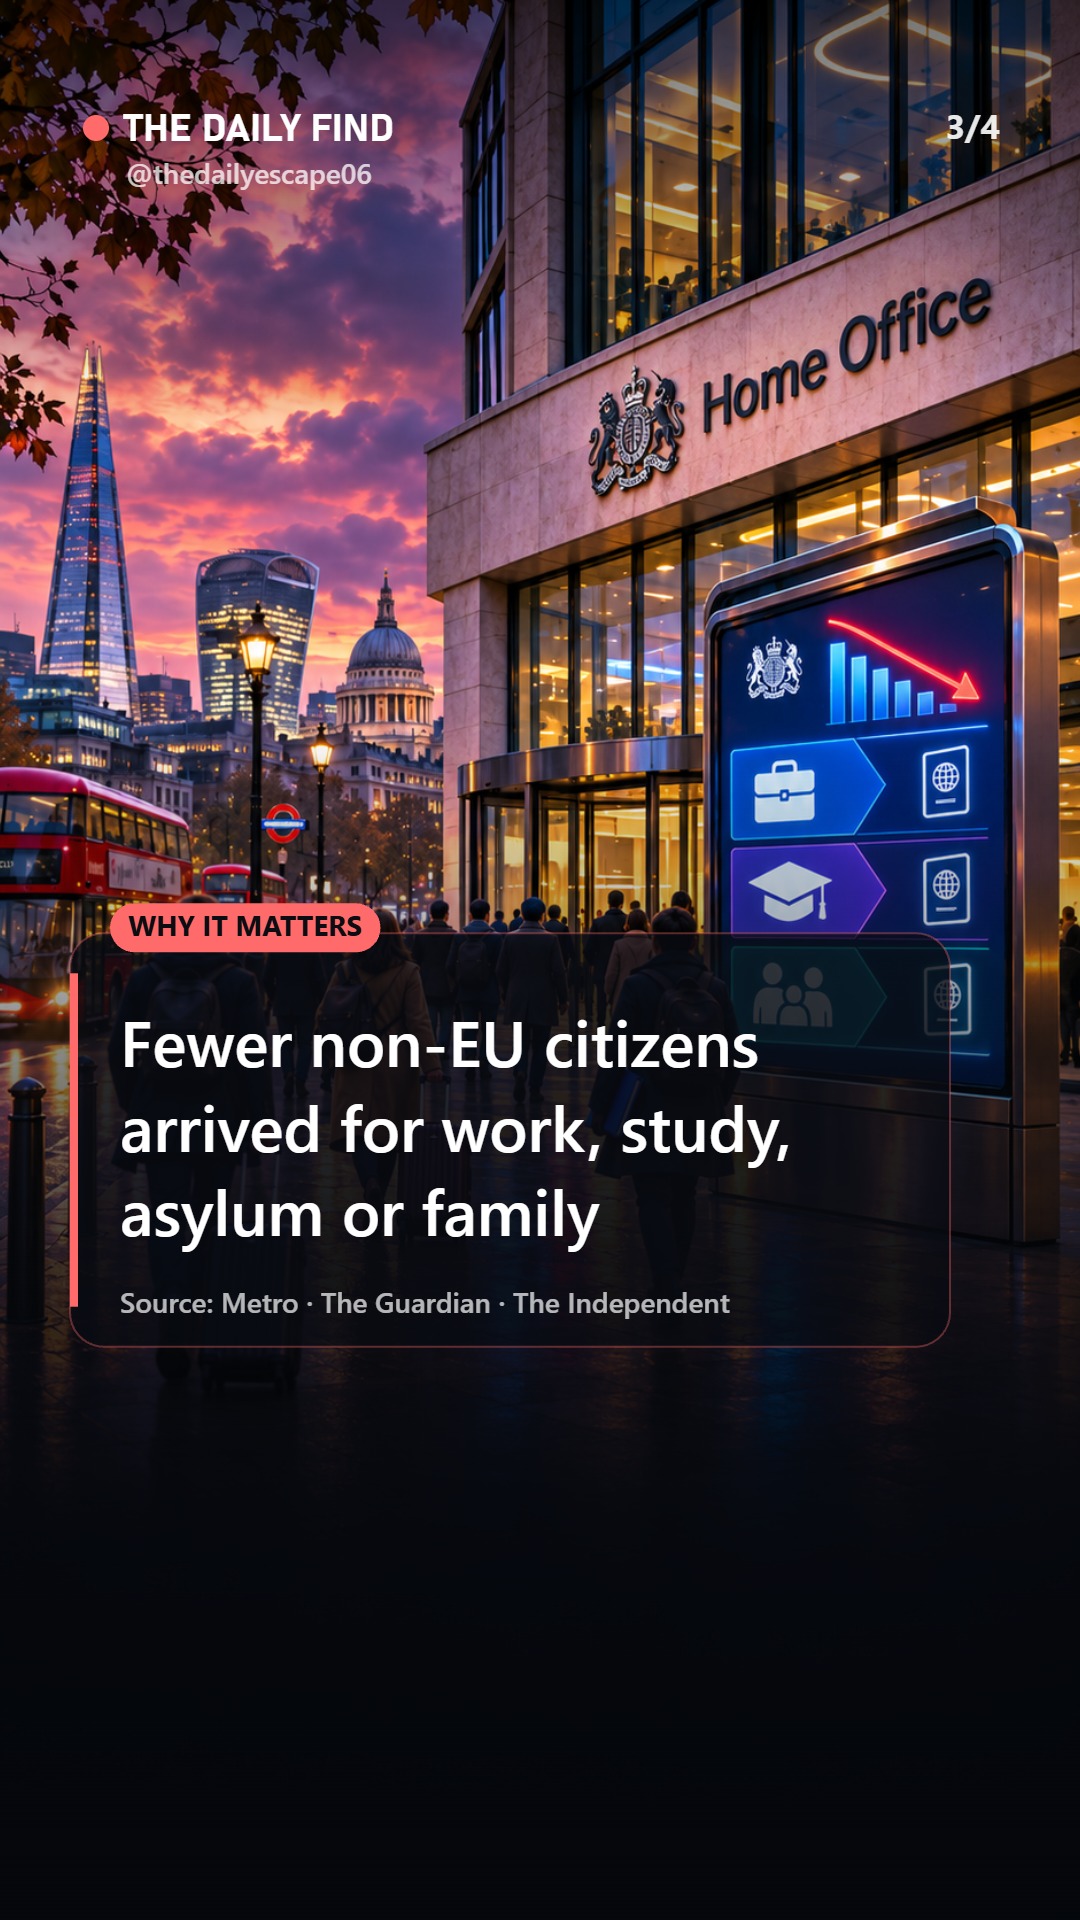 THE DAILY FIND
3/4
@thedailyescape06
Home Office
WHY IT MATTERS
Fewer non-EU citizens
arrived for work, study,
asylum or family
Source: Metro · The Guardian · The Independent